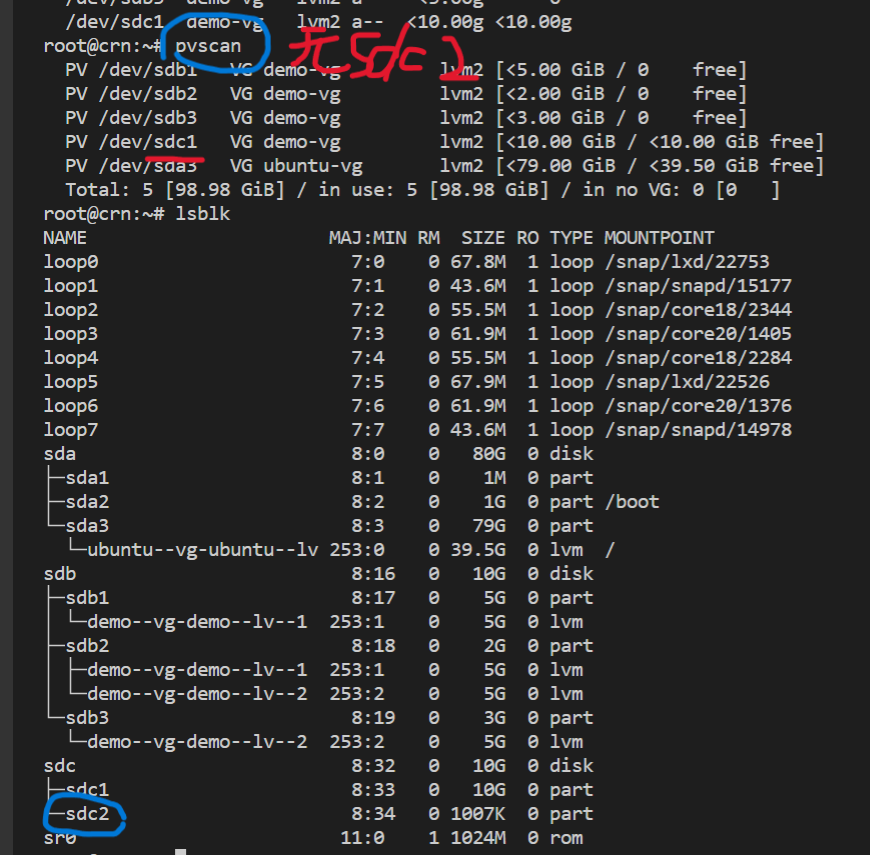 /dev/sdb3 demo-vg lvm2 a-- <3.00g 0
/dev/sdc1 demo-vg lvm2 a-- <10.00g <10.00g
root@crn:~# pvscan 无sdc2
PV /dev/sdb1 VG demo-vg lvm2 [<5.00 GiB / 0 free]
PV /dev/sdb2 VG demo-vg lvm2 [<2.00 GiB / 0 free]
PV /dev/sdb3 VG demo-vg lvm2 [<3.00 GiB / 0 free]
PV /dev/sdc1 VG demo-vg lvm2 [<10.00 GiB / <10.00 GiB free]
PV /dev/sda3 VG ubuntu-vg lvm2 [<79.00 GiB / <39.50 GiB free]
Total: 5 [98.98 GiB] / in use: 5 [98.98 GiB] / in no VG: 0 [0 ]
root@crn:~# lsblk
NAME MAJ:MIN RM SIZE RO TYPE MOUNTPOINT
loop0 7:0 0 67.8M 1 loop /snap/lxd/22753
loop1 7:1 0 43.6M 1 loop /snap/snapd/15177
loop2 7:2 0 55.5M 1 loop /snap/core18/2344
loop3 7:3 0 61.9M 1 loop /snap/core20/1405
loop4 7:4 0 55.5M 1 loop /snap/core18/2284
loop5 7:5 0 67.9M 1 loop /snap/lxd/22526
loop6 7:6 0 61.9M 1 loop /snap/core20/1376
loop7 7:7 0 43.6M 1 loop /snap/snapd/14978
sda 8:0 0 80G 0 disk
├─sda1 8:1 0 1M 0 part
├─sda2 8:2 0 1G 0 part /boot
└─sda3 8:3 0 79G 0 part
└─ubuntu--vg-ubuntu--lv 253:0 0 39.5G 0 lvm /
sdb 8:16 0 10G 0 disk
├─sdb1 8:17 0 5G 0 part
│ └─demo--vg-demo--lv--1 253:1 0 5G 0 lvm
├─sdb2 8:18 0 2G 0 part
│ ├─demo--vg-demo--lv--1 253:1 0 5G 0 lvm
│ └─demo--vg-demo--lv--2 253:2 0 5G 0 lvm
└─sdb3 8:19 0 3G 0 part
└─demo--vg-demo--lv--2 253:2 0 5G 0 lvm
sdc 8:32 0 10G 0 disk
├─sdc1 8:33 0 10G 0 part
└─sdc2 8:34 0 1007K 0 part
sr0 11:0 1 1024M 0 rom